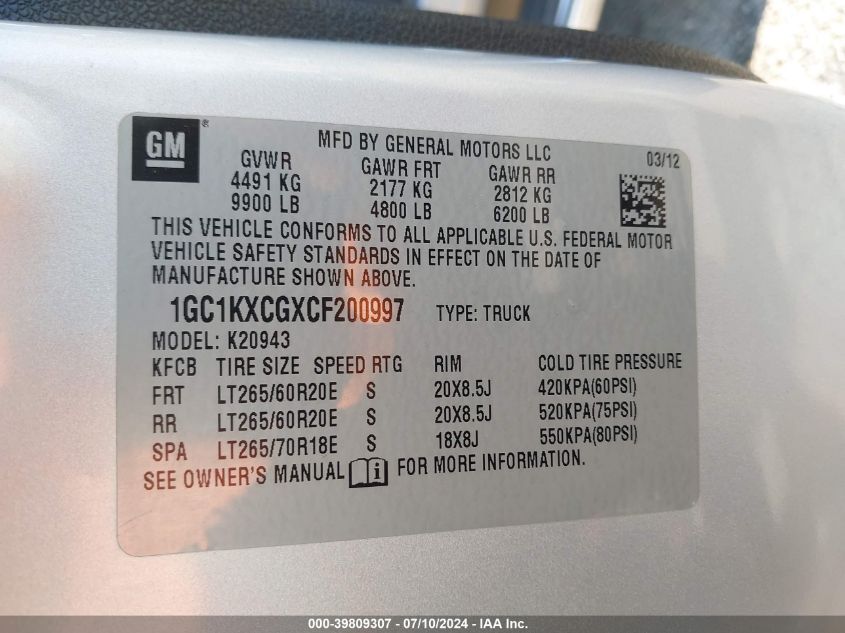 GM®
MFD BY GENERAL MOTORS LLC
03/12
GVWR GAWR FRT GAWR RR
4491 KG 2177 KG 2812 KG
9900 LB 4800 LB 6200 LB
THIS VEHICLE CONFORMS TO ALL APPLICABLE U.S. FEDERAL MOTOR
VEHICLE SAFETY STANDARDS IN EFFECT ON THE DATE OF
MANUFACTURE SHOWN ABOVE.
1GC1KXCGXCF200997 TYPE: TRUCK
MODEL: K20943
KFCB TIRE SIZE SPEED RTG RIM COLD TIRE PRESSURE
FRT LT265/60R20E S 20X8.5J 420KPA(60PSI)
RR LT265/60R20E S 20X8.5J 520KPA(75PSI)
SPA LT265/70R18E S 18X8J 550KPA(80PSI)
SEE OWNER'S MANUAL FOR MORE INFORMATION.
000-39809307 - 07/10/2024 - IAA Inc.